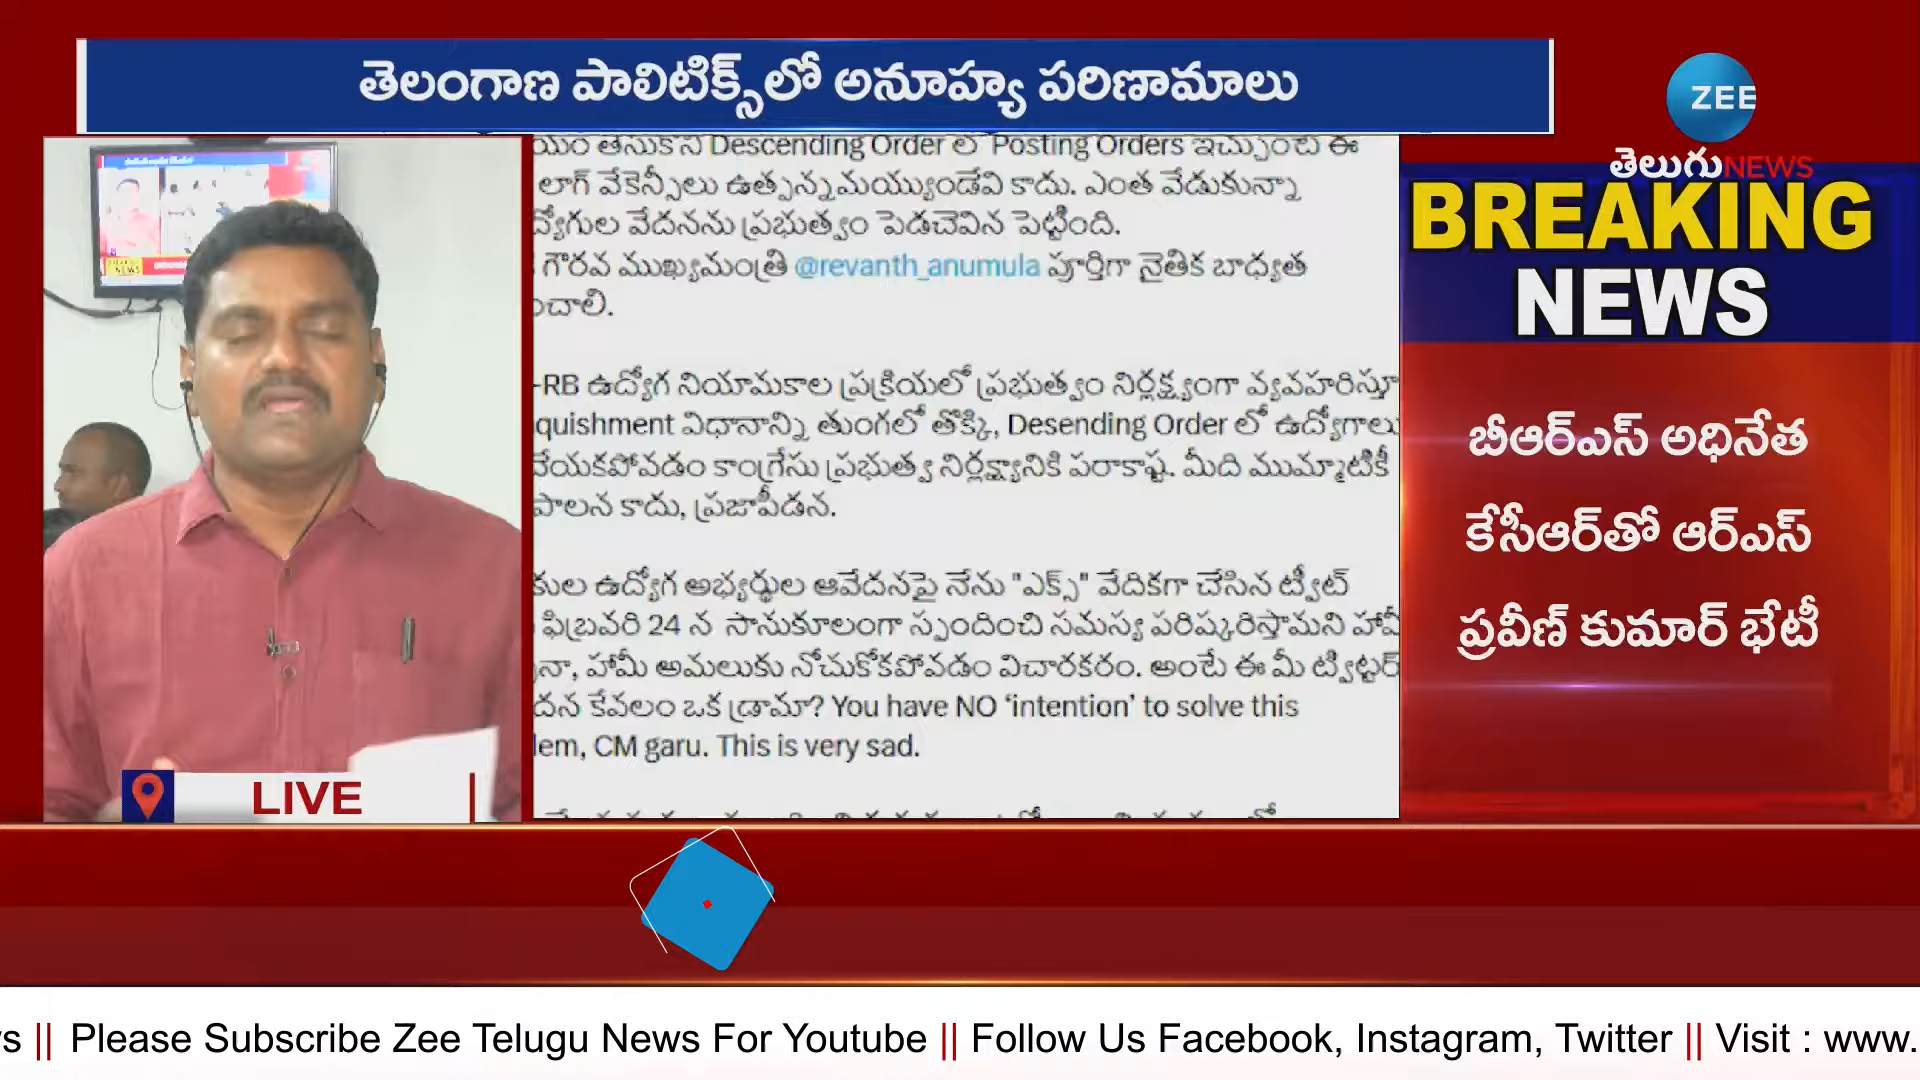 తెలంగాణ పాలిటిక్స్‌లో అనూహ్య పరిణామాలు
ZEE
తెలుగు NEWS
BREAKING
NEWS
బీఆర్ఎస్ అధినేత
కేసీఆర్‌తో ఆర్ఎస్
ప్రవీణ్ కుమార్ భేటీ
Descending Order లో Posting Orders ఇచ్చుంటే ఈ
లాగ్ వేకెన్సీలు ఉత్పన్నమయ్యుండేవి కాదు. ఎంత వేడుకున్నా
ద్యోగుల వేదనను ప్రభుత్వం పెడచెవిన పెట్టింది.
గౌరవ ముఖ్యమంత్రి @revanth_anumula పూర్తిగా నైతిక బాధ్యత
ంచాలి.
-RB ఉద్యోగ నియామకాల ప్రక్రియలో ప్రభుత్వం నిర్లక్ష్యంగా వ్యవహరిస్తూ
quishment విధానాన్ని తుంగలో తొక్కి, Desending Order లో ఉద్యోగాలు
చేయకపోవడం కాంగ్రేసు ప్రభుత్వ నిర్లక్ష్యానికి పరాకాష్ట. మీది ముమ్మాటికీ
పాలన కాదు, ప్రజాపీడన.
కుల ఉద్యోగ అభ్యర్థుల ఆవేదనపై నేను "ఎక్స్" వేదికగా చేసిన ట్వీట్
ఫిబ్రవరి 24 న సానుకూలంగా స్పందించి సమస్య పరిష్కరిస్తామని హామీ
నా, హామీ అమలుకు నోచుకోకపోవడం విచారకరం. అంటే ఈ మీ ట్విట్టర్
దన కేవలం ఒక డ్రామా? You have NO ‘intention’ to solve this
lem, CM garu. This is very sad.
LIVE
s || Please Subscribe Zee Telugu News For Youtube || Follow Us Facebook, Instagram, Twitter || Visit : www.